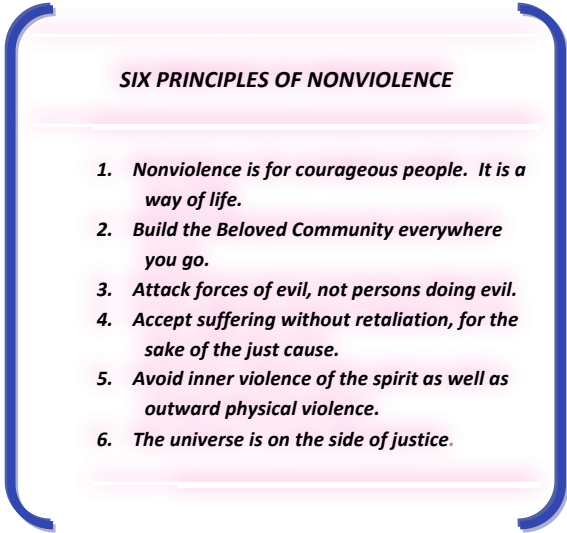 SIX PRINCIPLES OF NONVIOLENCE
1. Nonviolence is for courageous people. It is a
way of life.
2. Build the Beloved Community everywhere
you go.
3. Attack forces of evil, not persons doing evil.
4. Accept suffering without retaliation, for the
sake of the just cause.
5. Avoid inner violence of the spirit as well as
outward physical violence.
6. The universe is on the side of justice.